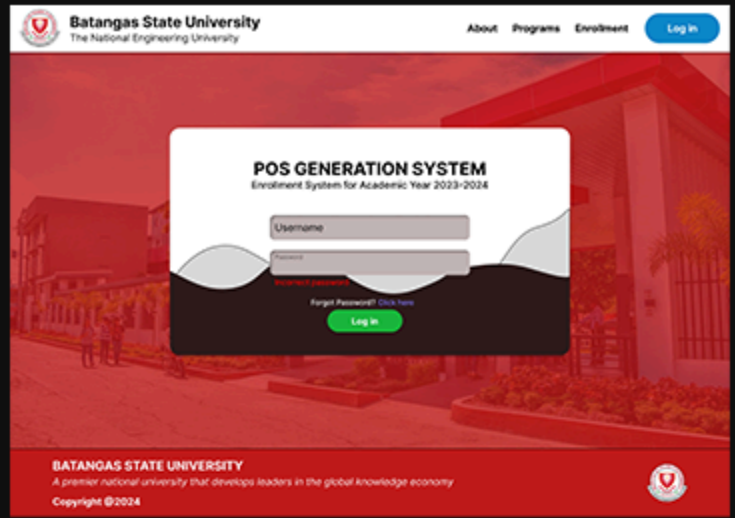 Batangas State University
The National Engineering University
About Programs Enrollment Log in
POS GENERATION SYSTEM
Enrollment System for Academic Year 2023-2024
Username
Password
Incorrect password
Forgot Password? Click here
Log in
BATANGAS STATE UNIVERSITY
A premier national university that develops leaders in the global knowledge economy
Copyright @2024